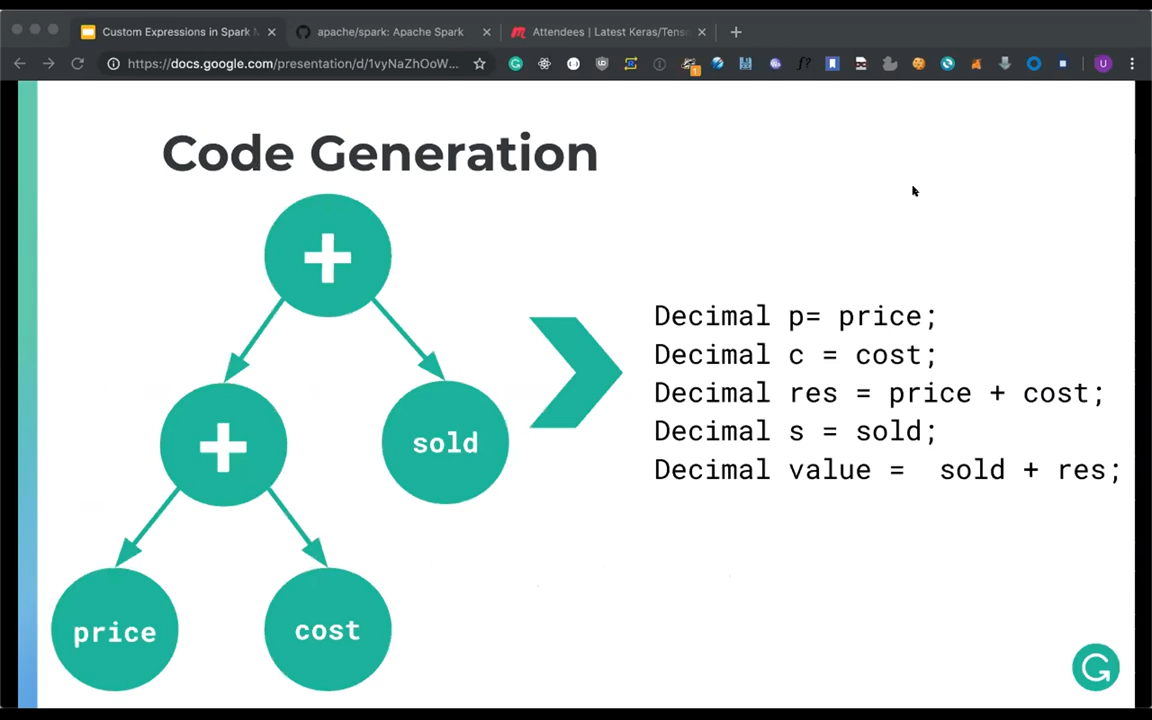 Custom Expressions in Spark M
apache/spark: Apache Spark
Attendees | Latest Keras/Tens
https://docs.google.com/presentation/d/1vyNaZhOoW...
Code Generation
+
+
sold
price
cost
Decimal p= price;
Decimal c = cost;
Decimal res = price + cost;
Decimal s = sold;
Decimal value = sold + res;